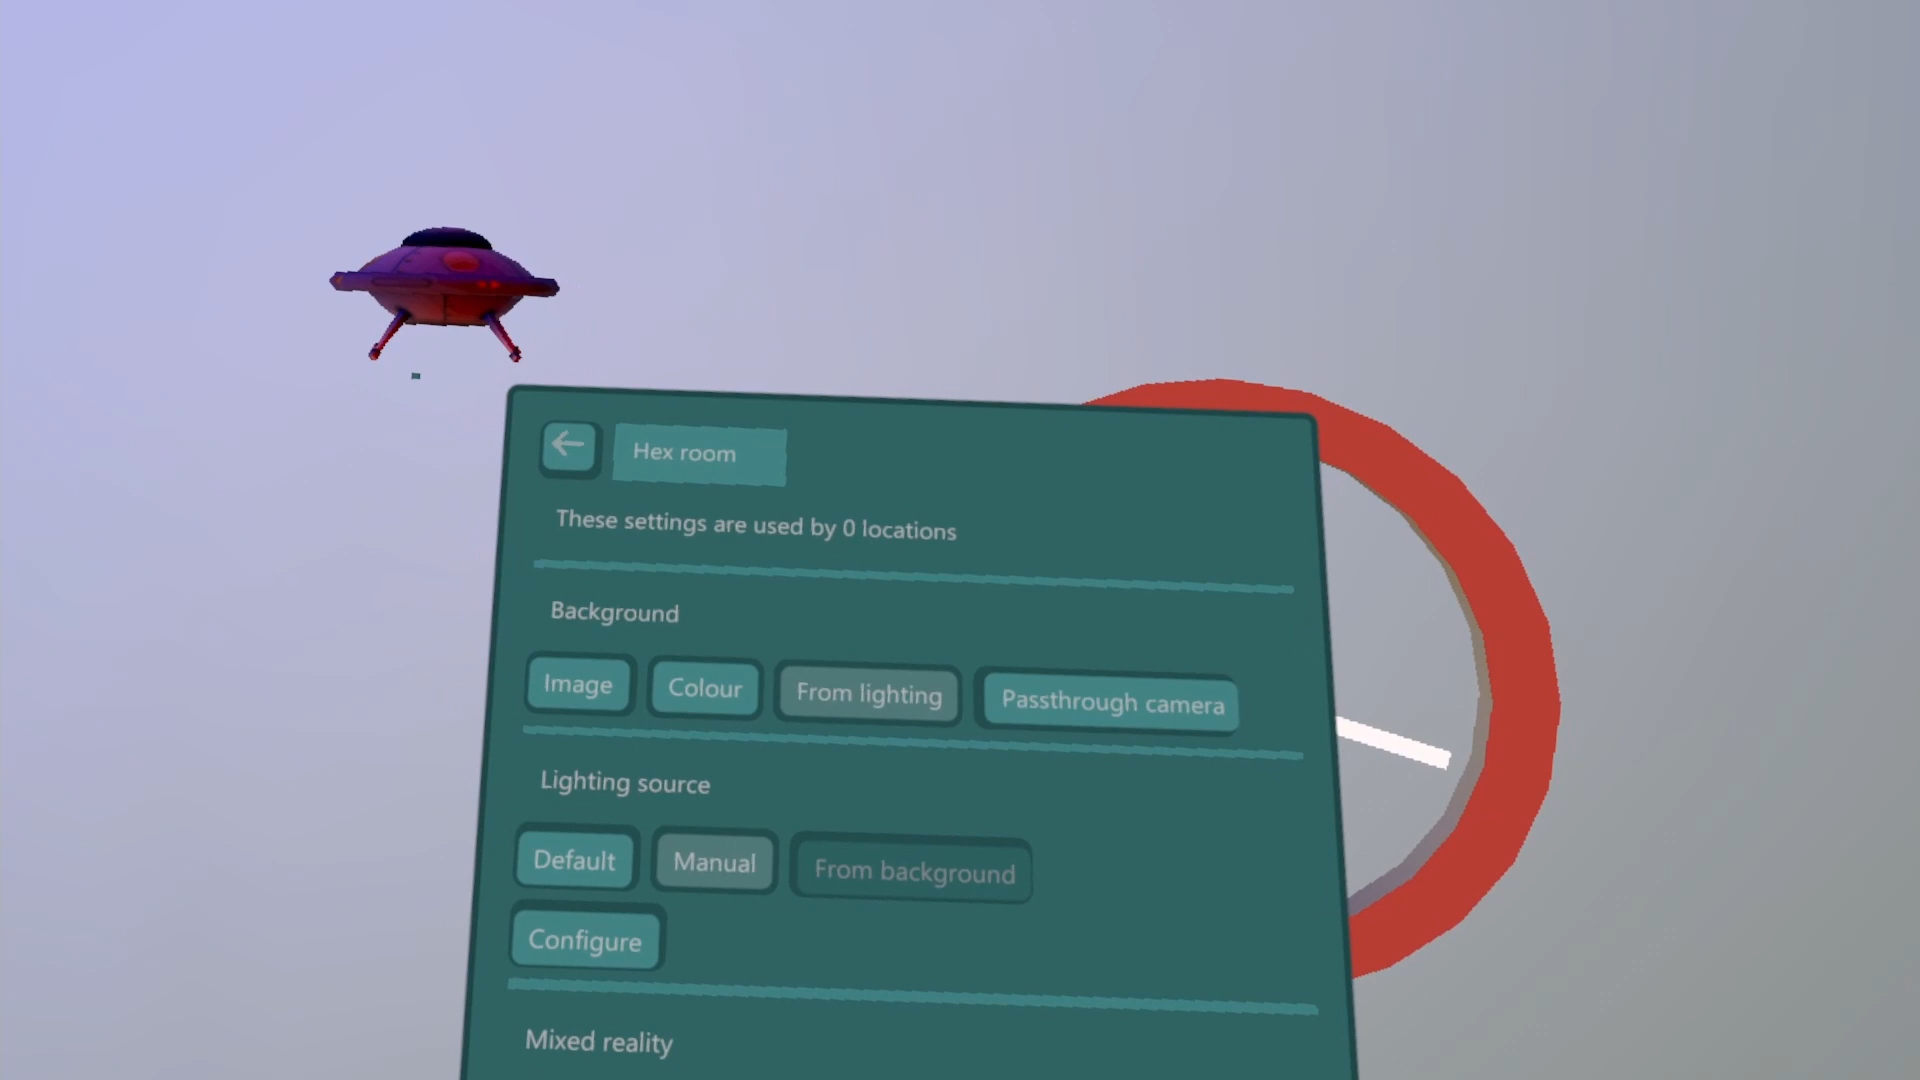 Hex room
These settings are used by 0 locations
Background
Image Colour From lighting Passthrough camera
Lighting source
Default Manual From background
Configure
Mixed reality